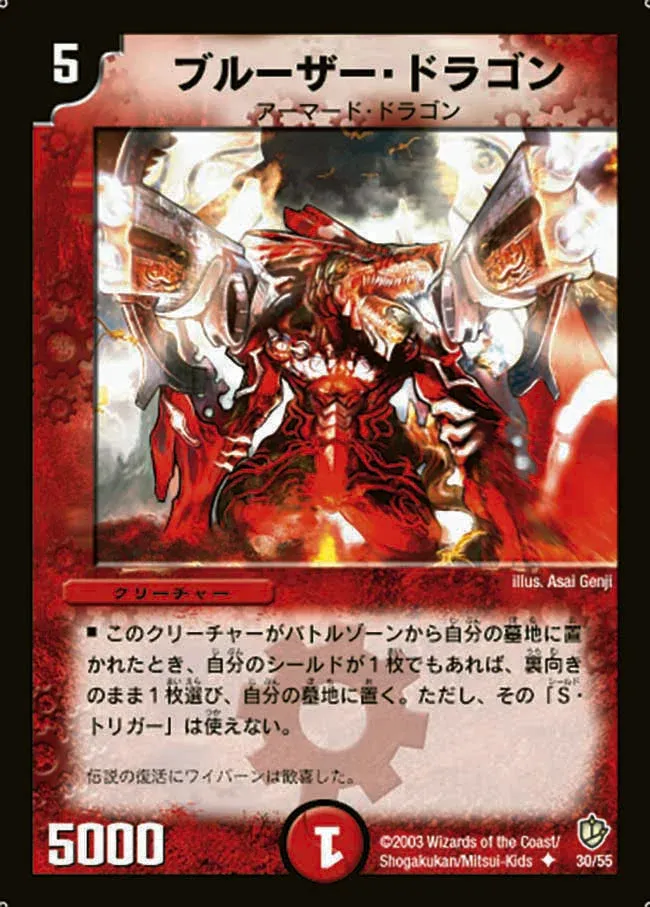 5
ブルーザー・ドラゴン
アーマード・ドラゴン
illus. Asai Genji
クリーチャー
■ このクリーチャーがバトルゾーンから自分の墓地に置
かれたとき、自分のシールドが1枚でもあれば、裏向き
のまま1枚選び、自分の墓地に置く。ただし、その「S・
トリガー」は使えない。
伝説の復活にワイバーンは歓喜した。
5000
1
©2003 Wizards of the Coast/
Shogakukan/Mitsui-Kids
30/55